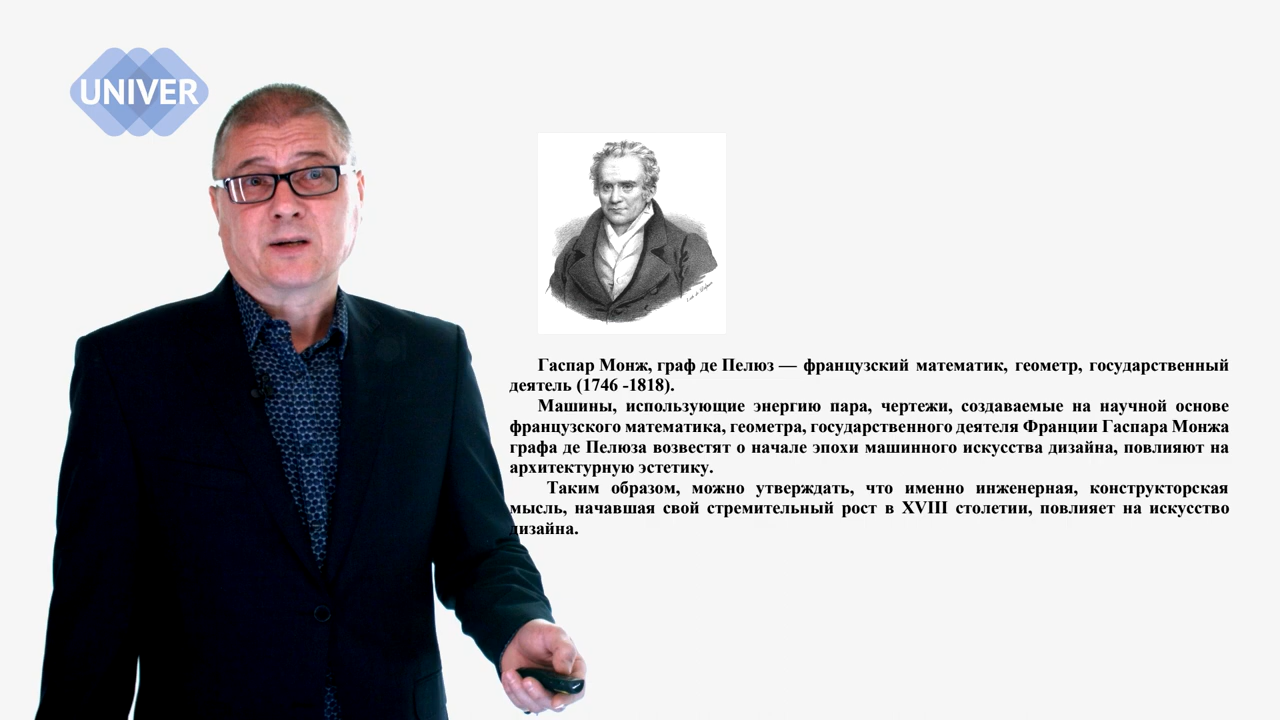 UNIVER
Гаспар Монж, граф де Пелюз — французский математик, геометр, государственный
деятель (1746 -1818).
Машины, использующие энергию пара, чертежи, создаваемые на научной основе
французского математика, геометра, государственного деятеля Франции Гаспара Монжа
графа де Пелюза возвестят о начале эпохи машинного искусства дизайна, повлияют на
архитектурную эстетику.
Таким образом, можно утверждать, что именно инженерная, конструкторская
мысль, начавшая свой стремительный рост в XVIII столетии, повлияет на искусство
дизайна.